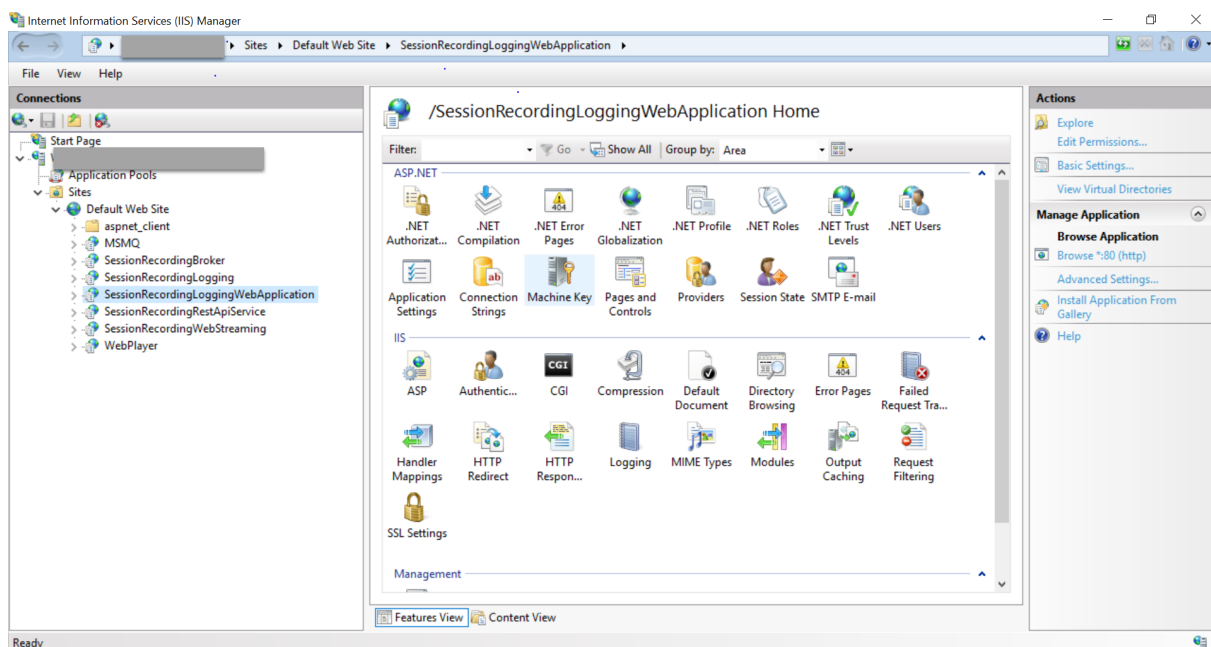 Internet Information Services (IIS) Manager
Sites Default Web Site SessionRecordingLoggingWebApplication
File View Help
Connections
Start Page
Application Pools
Sites
Default Web Site
aspnet_client
MSMQ
SessionRecordingBroker
SessionRecordingLogging
SessionRecordingLoggingWebApplication
SessionRecordingRestApiService
SessionRecordingWebStreaming
WebPlayer
/SessionRecordingLoggingWebApplication Home
Filter: Go Show All Group by: Area
ASP.NET
.NET .NET .NET Error .NET .NET Profile .NET Roles .NET Trust .NET Users
Authorizat... Compilation Pages Globalization Levels
Application Connection Machine Key Pages and Providers Session State SMTP E-mail
Settings Strings Controls
IIS
ASP Authentic... CGI Compression Default Directory Error Pages Failed
Document Browsing Request Tra...
Handler HTTP HTTP Logging MIME Types Modules Output Request
Mappings Redirect Respon... Caching Filtering
SSL Settings
Management
Features View Content View
Actions
Explore
Edit Permissions...
Basic Settings...
View Virtual Directories
Manage Application
Browse Application
Browse *:80 (http)
Advanced Settings...
Install Application From
Gallery
Help
Ready